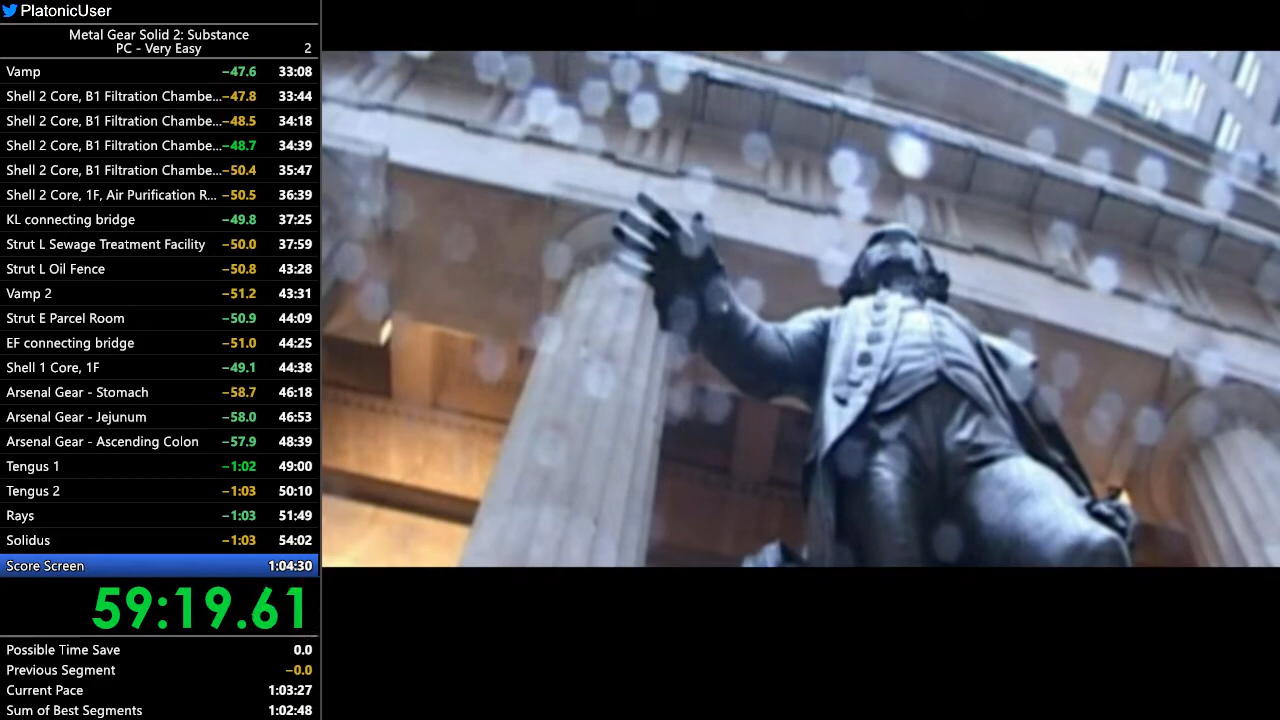 PlatonicUser
Metal Gear Solid 2: Substance
PC - Very Easy 2
Vamp −47.6 33:08
Shell 2 Core, B1 Filtration Chambe... −47.8 33:44
Shell 2 Core, B1 Filtration Chambe... −48.5 34:18
Shell 2 Core, B1 Filtration Chambe... −48.7 34:39
Shell 2 Core, B1 Filtration Chambe... −50.4 35:47
Shell 2 Core, 1F, Air Purification R... −50.5 36:39
KL connecting bridge −49.8 37:25
Strut L Sewage Treatment Facility −50.0 37:59
Strut L Oil Fence −50.8 43:28
Vamp 2 −51.2 43:31
Strut E Parcel Room −50.9 44:09
EF connecting bridge −51.0 44:25
Shell 1 Core, 1F −49.1 44:38
Arsenal Gear - Stomach −58.7 46:18
Arsenal Gear - Jejunum −58.0 46:53
Arsenal Gear - Ascending Colon −57.9 48:39
Tengus 1 −1:02 49:00
Tengus 2 −1:03 50:10
Rays −1:03 51:49
Solidus −1:03 54:02
Score Screen 1:04:30
59:19.61
Possible Time Save 0.0
Previous Segment −0.0
Current Pace 1:03:27
Sum of Best Segments 1:02:48